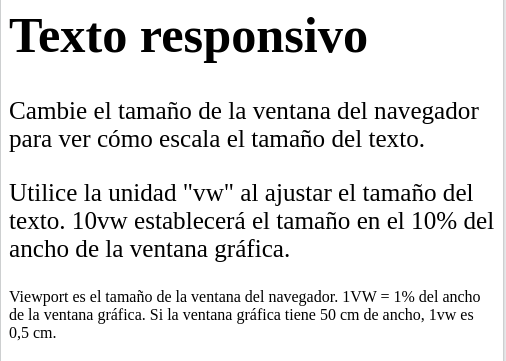 Texto responsivo
Cambie el tamaño de la ventana del navegador
para ver cómo escala el tamaño del texto.
Utilice la unidad "vw" al ajustar el tamaño del
texto. 10vw establecerá el tamaño en el 10% del
ancho de la ventana gráfica.
Viewport es el tamaño de la ventana del navegador. 1VW = 1% del ancho
de la ventana gráfica. Si la ventana gráfica tiene 50 cm de ancho, 1vw es
0,5 cm.